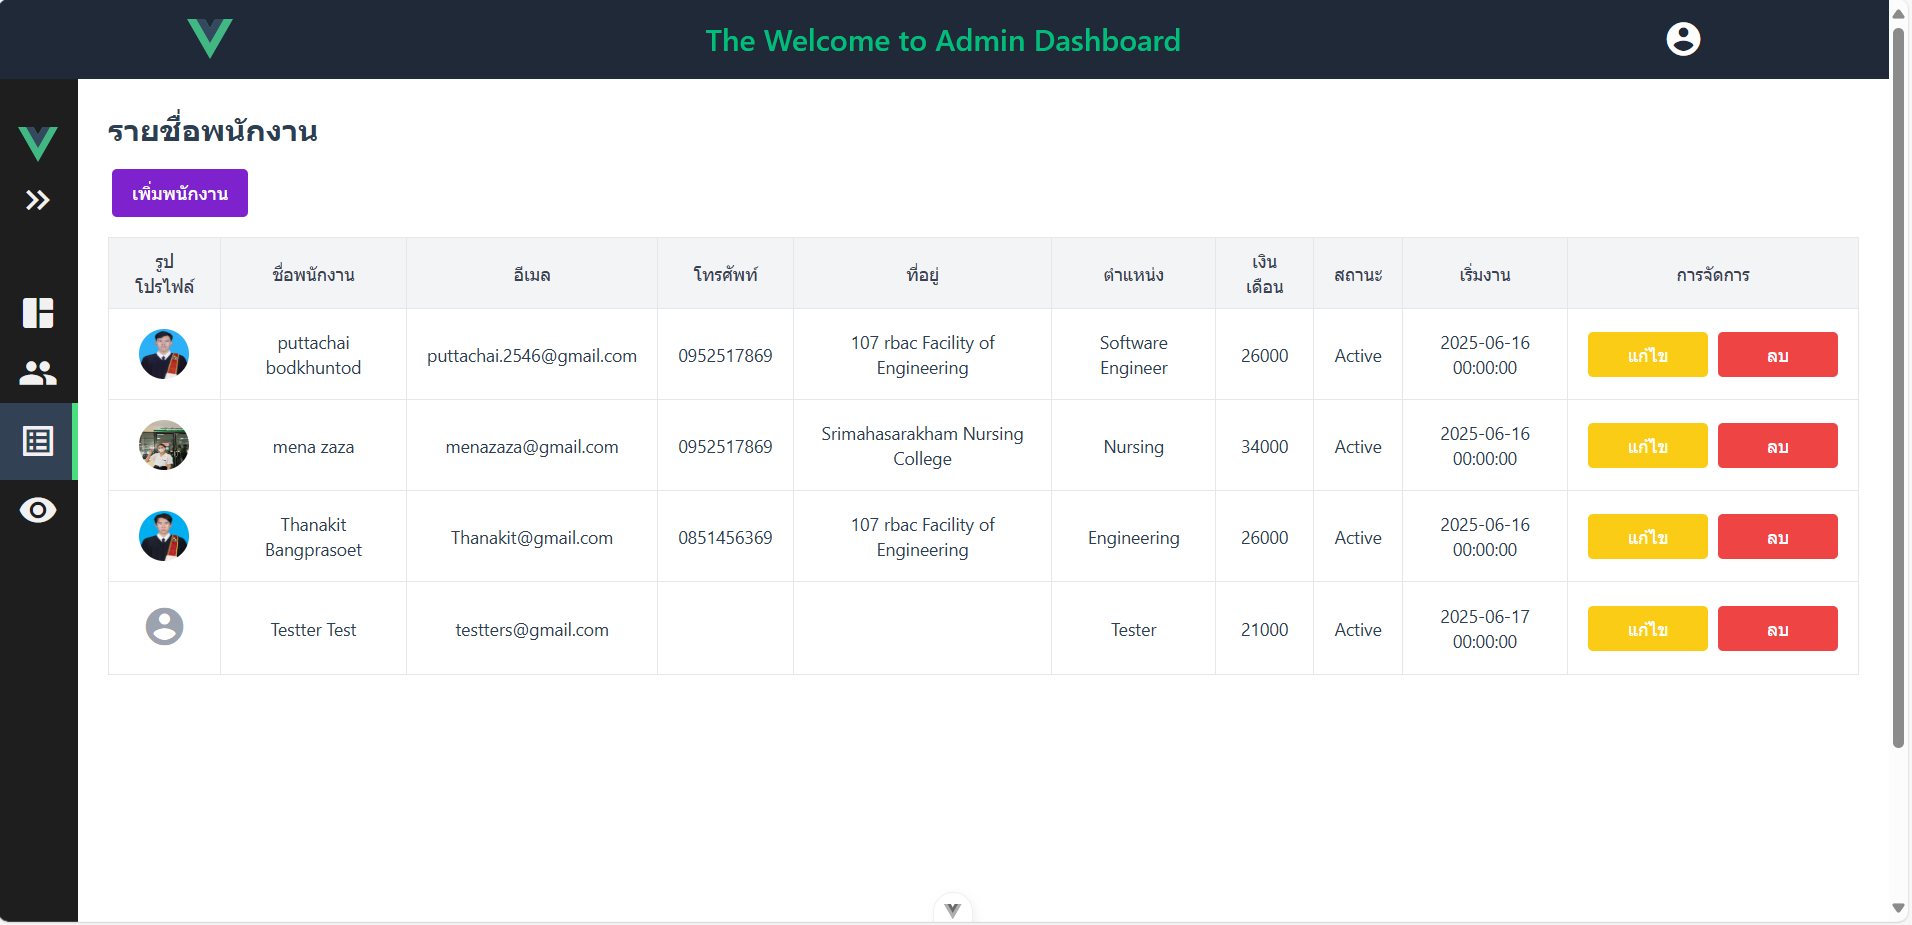 The Welcome to Admin Dashboard
รายชื่อพนักงาน
เพิ่มพนักงาน
รูป
โปรไฟล์
ชื่อพนักงาน
อีเมล
โทรศัพท์
ที่อยู่
ตำแหน่ง
เงิน
เดือน
สถานะ
เริ่มงาน
การจัดการ
puttachai
bodkhuntod
puttachai.2546@gmail.com
0952517869
107 rbac Facility of
Engineering
Software
Engineer
26000
Active
2025-06-16
00:00:00
แก้ไข
ลบ
mena zaza
menazaza@gmail.com
0952517869
Srimahasarakham Nursing
College
Nursing
34000
Active
2025-06-16
00:00:00
แก้ไข
ลบ
Thanakit
Bangprasoet
Thanakit@gmail.com
0851456369
107 rbac Facility of
Engineering
Engineering
26000
Active
2025-06-16
00:00:00
แก้ไข
ลบ
Testter Test
testters@gmail.com
Tester
21000
Active
2025-06-17
00:00:00
แก้ไข
ลบ